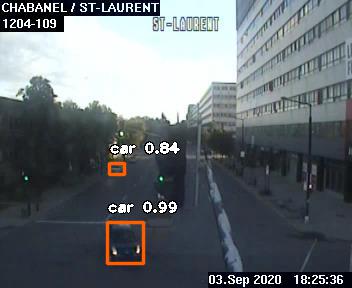 CHABANEL / ST-LAURENT
1204-109
ST-LAURENT
car 0.84
car 0.99
03.Sep 2020 18:25:36